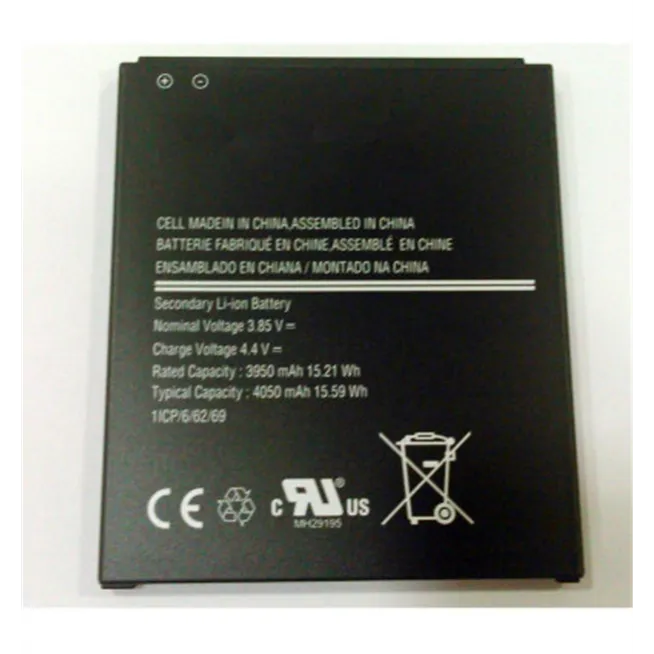 CELL MADEIN IN CHINA,ASSEMBLED IN CHINA
BATTERIE FABRIQUÉ EN CHINE,ASSEMBLÉ EN CHINE
ENSAMBLADO EN CHIANA / MONTADO NA CHINA
Secondary Li-ion Battery
Nominal Voltage 3.85 V ⎓
Charge Voltage 4.4 V ⎓
Rated Capacity : 3950 mAh 15.21 Wh
Typical Capacity : 4050 mAh 15.59 Wh
1ICP/6/62/69
CE c RU ® US
MH29195